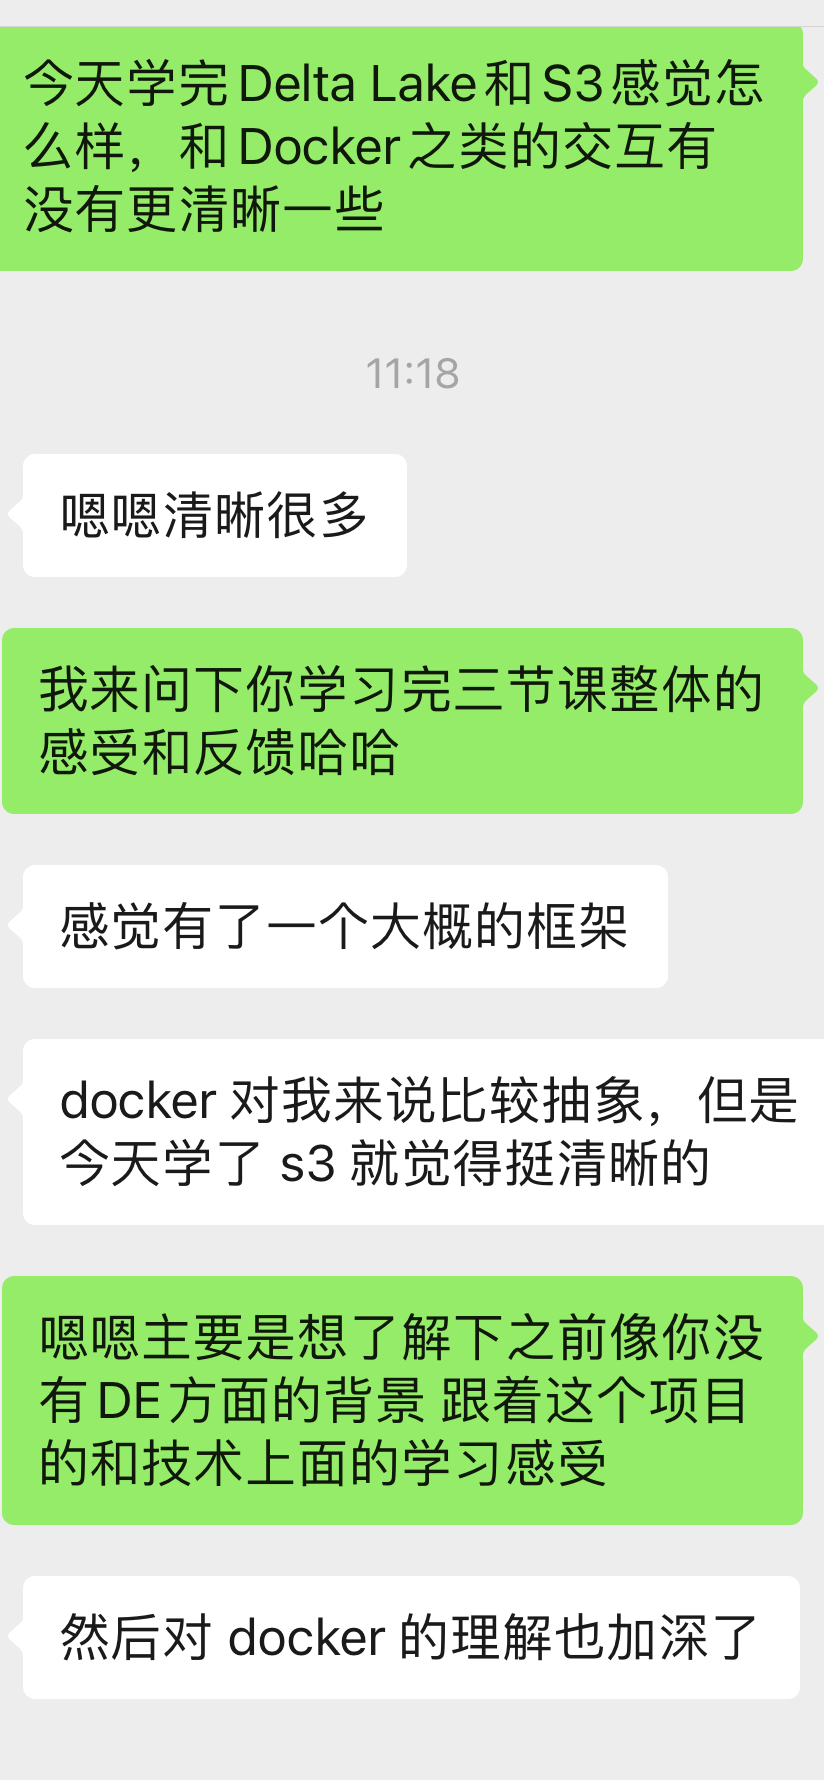 今天学完Delta Lake和S3感觉怎
么样，和Docker之类的交互有
没有更清晰一些
11:18
嗯嗯清晰很多
我来问下你学习完三节课整体的
感受和反馈哈哈
感觉有了一个大概的框架
docker 对我来说比较抽象，但是
今天学了 s3 就觉得挺清晰的
嗯嗯主要是想了解下之前像你没
有DE方面的背景 跟着这个项目
的和技术上面的学习感受
然后对 docker 的理解也加深了